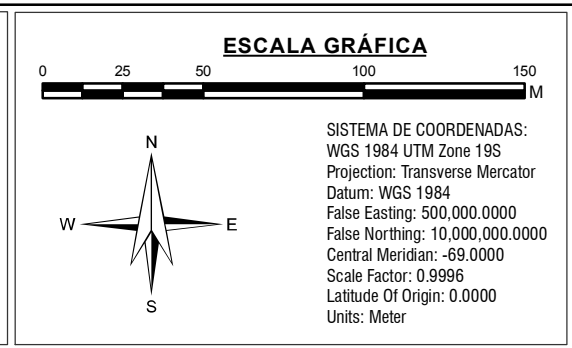 ESCALA GRÁFICA
0 25 50 100 150
M
N
W E
S
SISTEMA DE COORDENADAS:
WGS 1984 UTM Zone 19S
Projection: Transverse Mercator
Datum: WGS 1984
False Easting: 500,000.0000
False Northing: 10,000,000.0000
Central Meridian: -69.0000
Scale Factor: 0.9996
Latitude Of Origin: 0.0000
Units: Meter